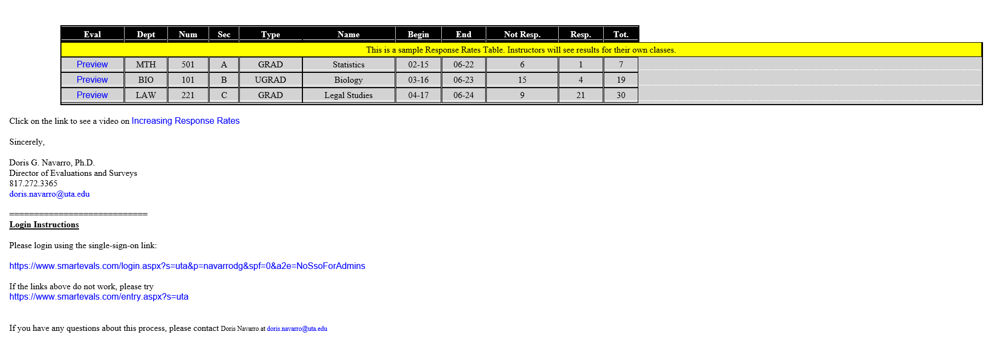 Eval Dept Num Sec Type Name Begin End Not Resp. Resp. Tot.
This is a sample Response Rates Table. Instructors will see results for their own classes.
Preview MTH 501 A GRAD Statistics 02-15 06-22 6 1 7
Preview BIO 101 B UGRAD Biology 03-16 06-23 15 4 19
Preview LAW 221 C GRAD Legal Studies 04-17 06-24 9 21 30
Click on the link to see a video on Increasing Response Rates
Sincerely,
Doris G. Navarro, Ph.D.
Director of Evaluations and Surveys
817.272.3365
doris.navarro@uta.edu
============================
Login Instructions
Please login using the single-sign-on link:
https://www.smartevals.com/login.aspx?s=uta&p=navarrodg&spf=0&a2e=NoSsoForAdmins
If the links above do not work, please try
https://www.smartevals.com/entry.aspx?s=uta
If you have any questions about this process, please contact Doris Navarro at doris.navarro@uta.edu